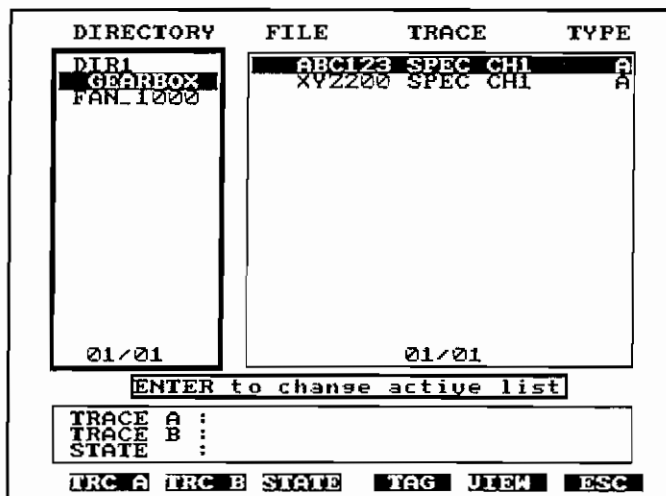 DIRECTORY FILE TRACE TYPE
DIR1
GEARBOX
FAN_1000
ABC123 SPEC CH1 A
XYZ200 SPEC CH1 A
01/01
01/01
ENTER to change active list
TRACE A :
TRACE B :
STATE :
TRC A TRC B STATE TAG VIEW ESC